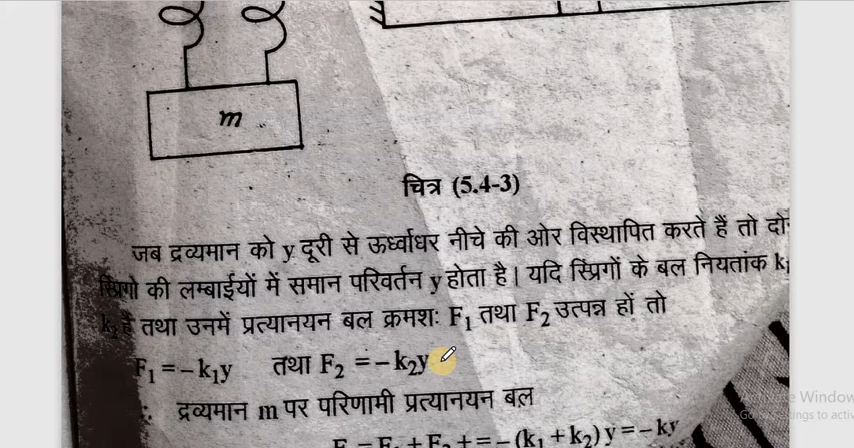 m
चित्र (5.4-3)
जब द्रव्यमान को y दूरी से ऊर्ध्वाधर नीचे की ओर विस्थापित करते हैं तो
स्प्रिगो की लम्बाईयों में समान परिवर्तन y होता है। यदि स्प्रिंगों के बल नियतांक k₁
k₂ हैं तथा उनमें प्रत्यानयन बल क्रमशः F₁ तथा F₂ उत्पन्न हों तो
F₁ = – k₁y तथा F₂ = – k₂y
∴ द्रव्यमान m पर परिणामी प्रत्यानयन बल
= – (k₁ + k₂) y = – ky